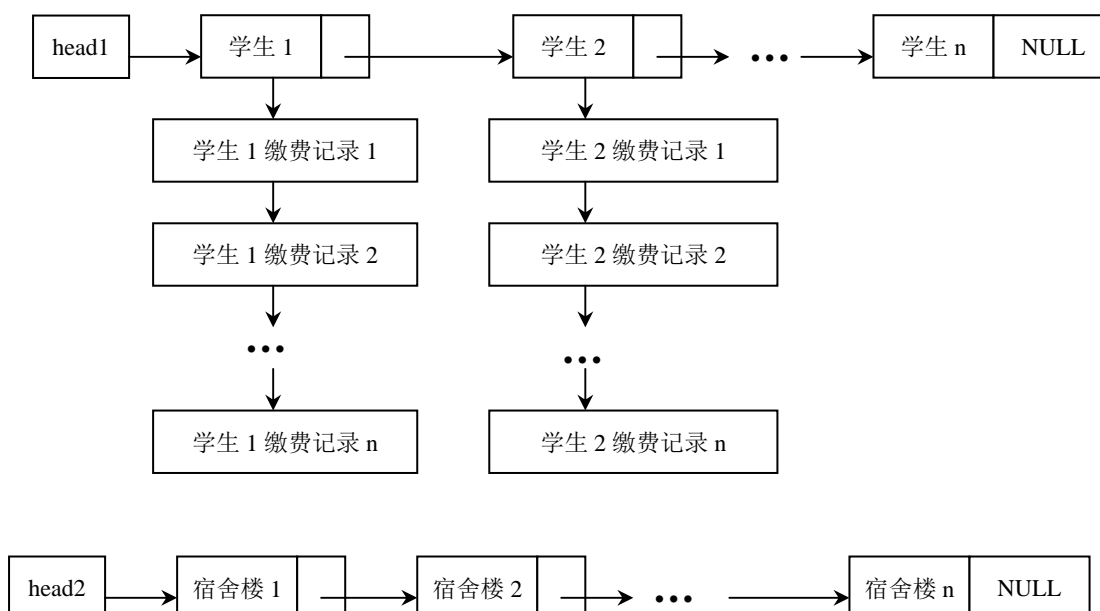 head1 学生 1 学生 2 … 学生 n NULL
学生 1 缴费记录 1 学生 2 缴费记录 1
学生 1 缴费记录 2 学生 2 缴费记录 2
… …
学生 1 缴费记录 n 学生 2 缴费记录 n
head2 宿舍楼 1 宿舍楼 2 … 宿舍楼 n NULL